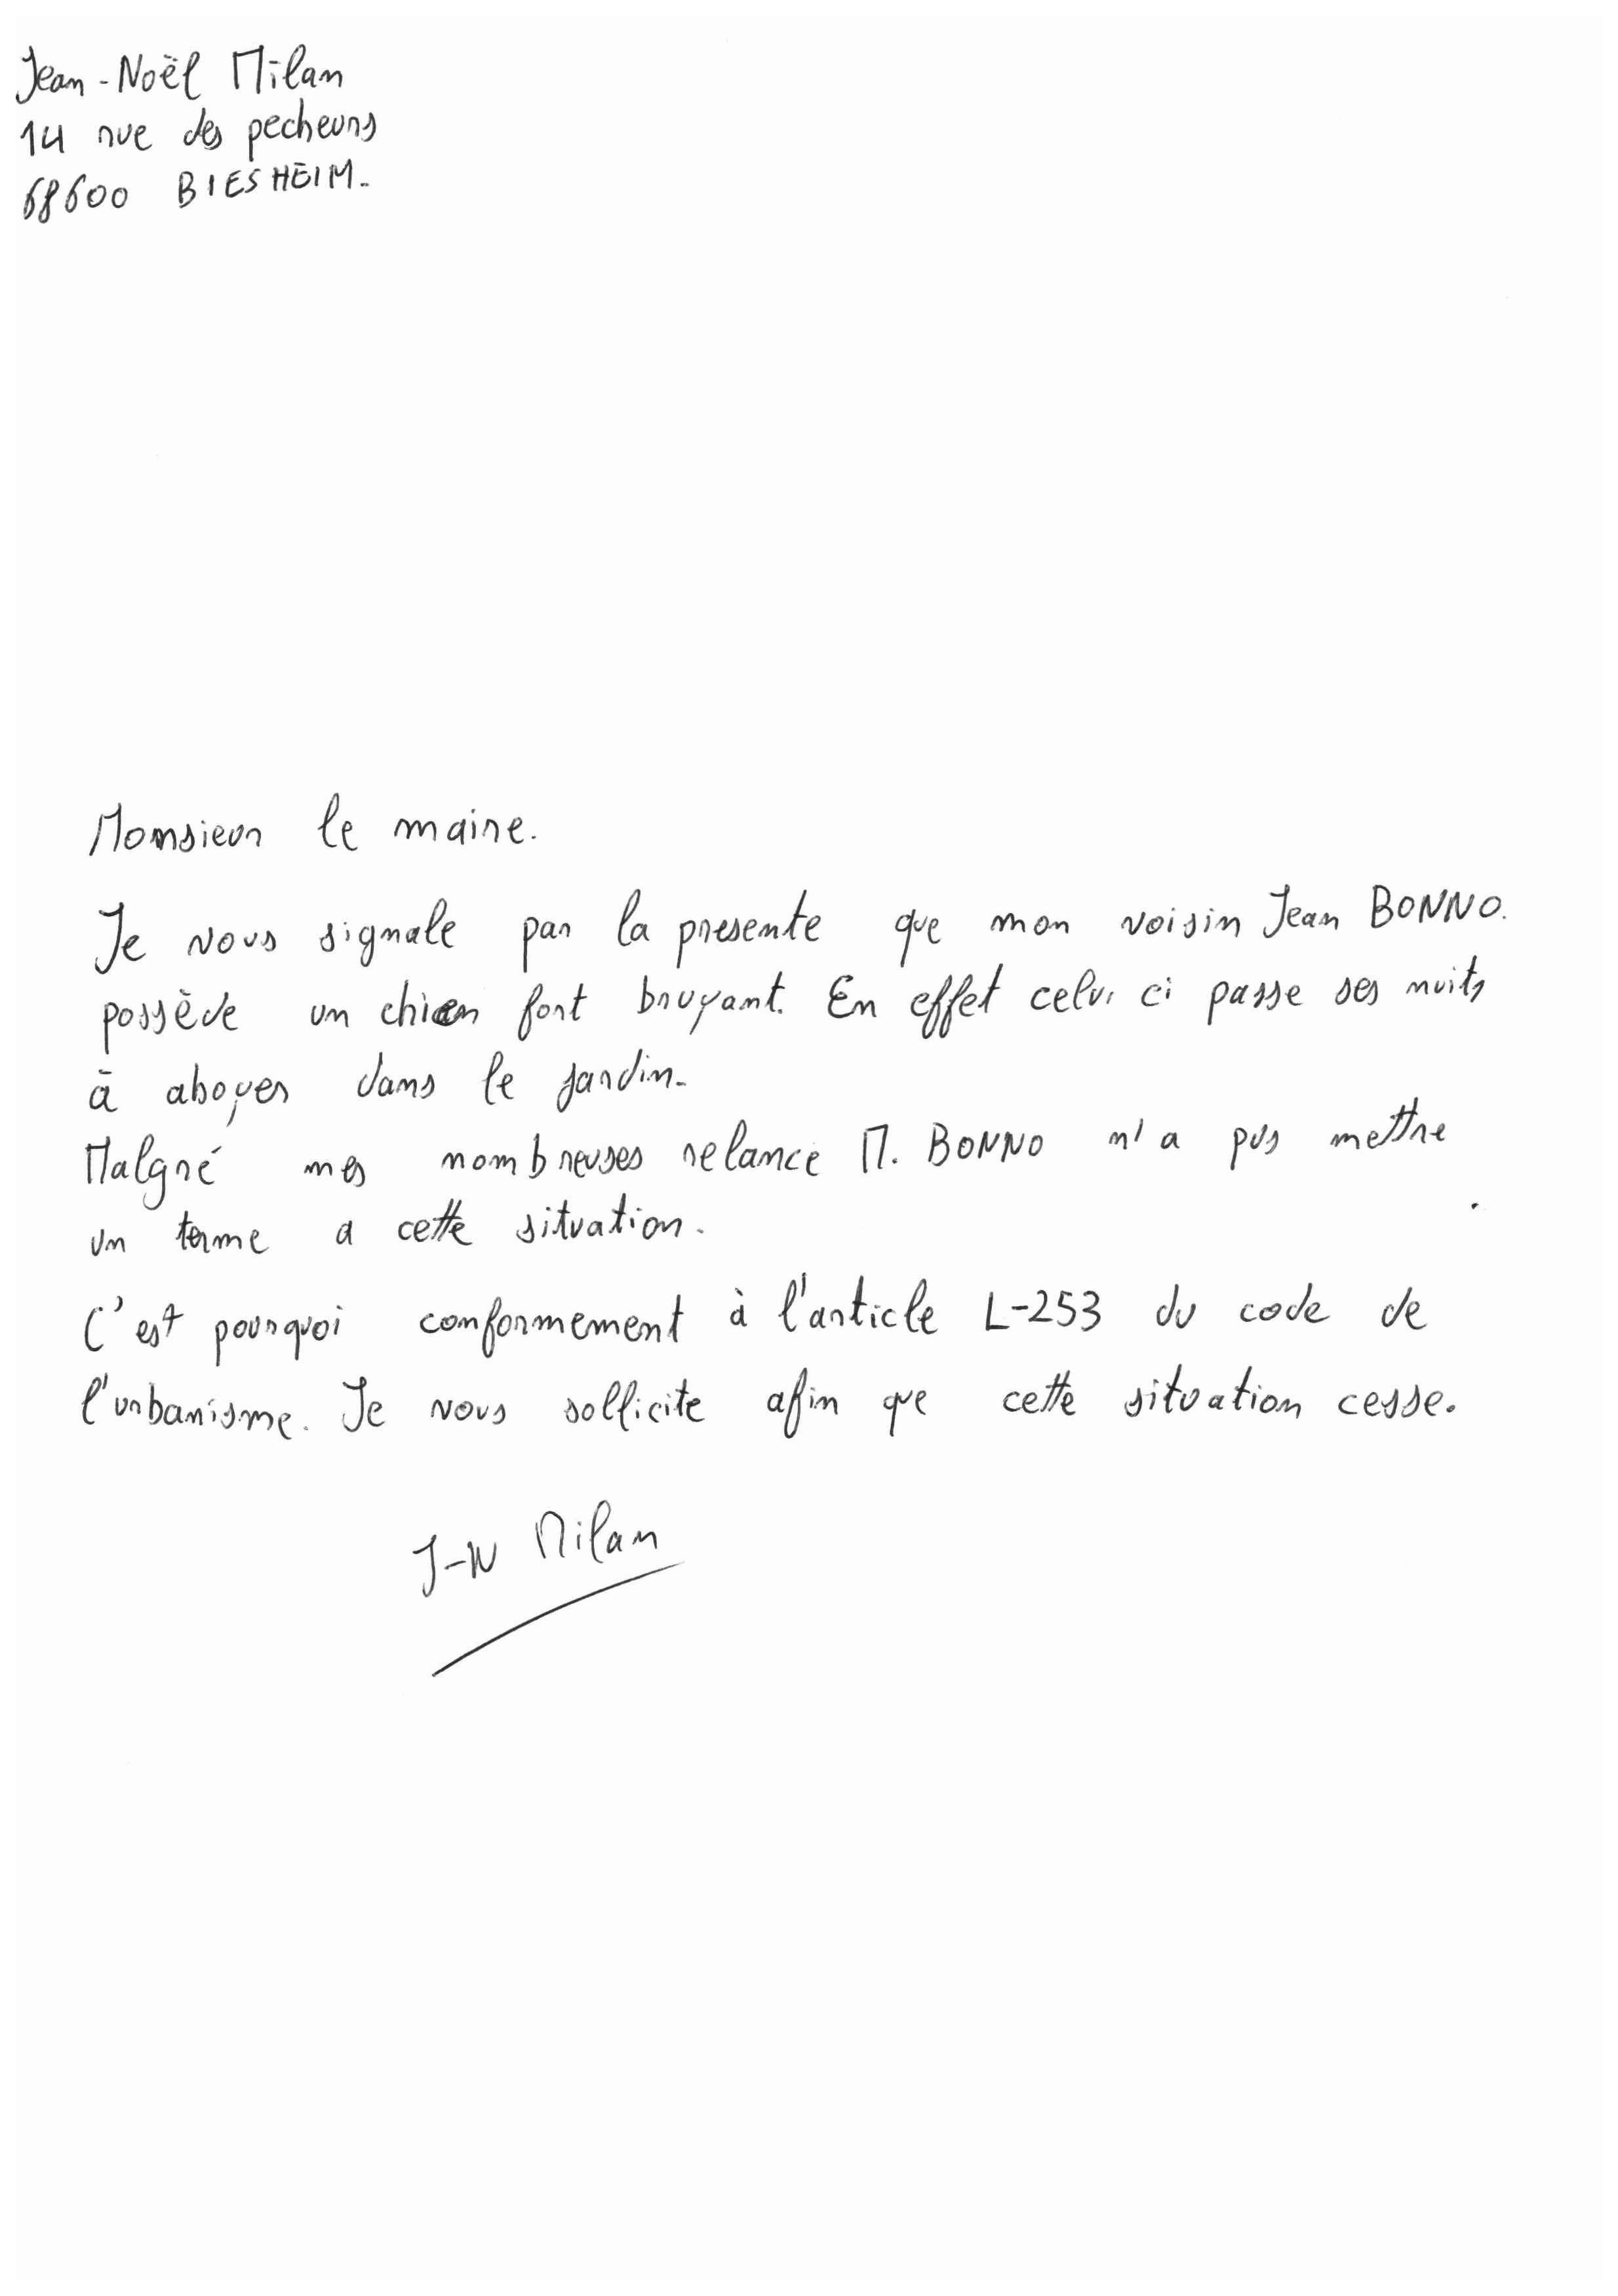 Jean-Noël Milan
14 rue des pecheurs
68600 BIESHEIM.
Monsieur le maire.
Je vous signale par la presente que mon voisin Jean BONNO.
possède un chien fort bruyant. En effet celui ci passe ses nuits
à aboyer dans le jardin.
Malgré mes nombreuses relance M. BONNO n'a pus mettre
un terme a cette situation.
C'est pourquoi conformement à l'article L-253 du code de
l'urbanisme. Je vous sollicite afin que cette situation cesse.
J-N Milan